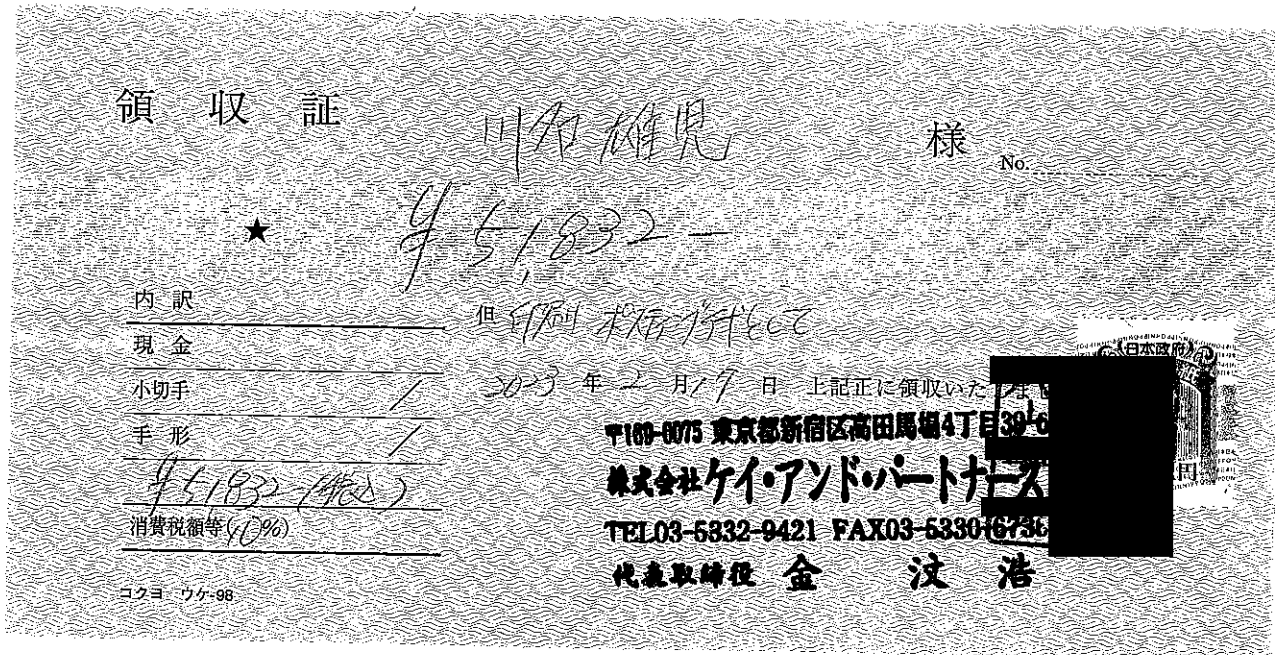 領収証
川名 雄児 様
No.
★ ¥51,832-
内訳
但 印刷 ポスティング代として
現金
小切手 /
2023年2月17日 上記正に領収いたしま
手形 /
〒169-0075 東京都新宿区高田馬場4丁目39-6
¥51,832(税込)
株式会社ケイ・アンド・パートナーズ
消費税額等(10%)
TEL03-5332-9421 FAX03-5330-673
代表取締役 金 汶 浩
コクヨ ウケ-98
日本政府
円